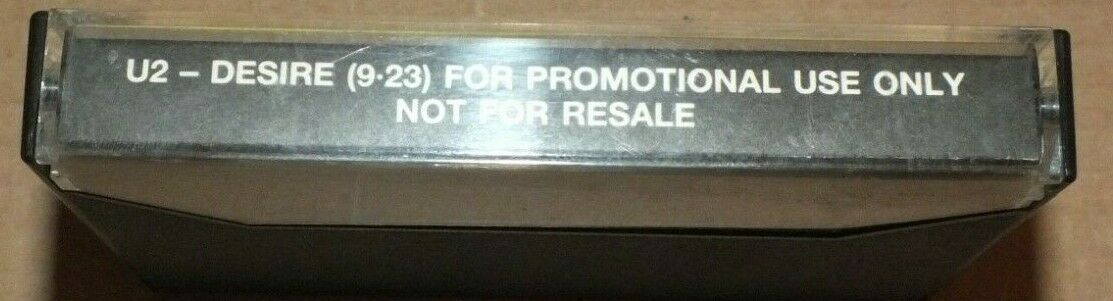 U2 – DESIRE (9·23) FOR PROMOTIONAL USE ONLY
NOT FOR RESALE